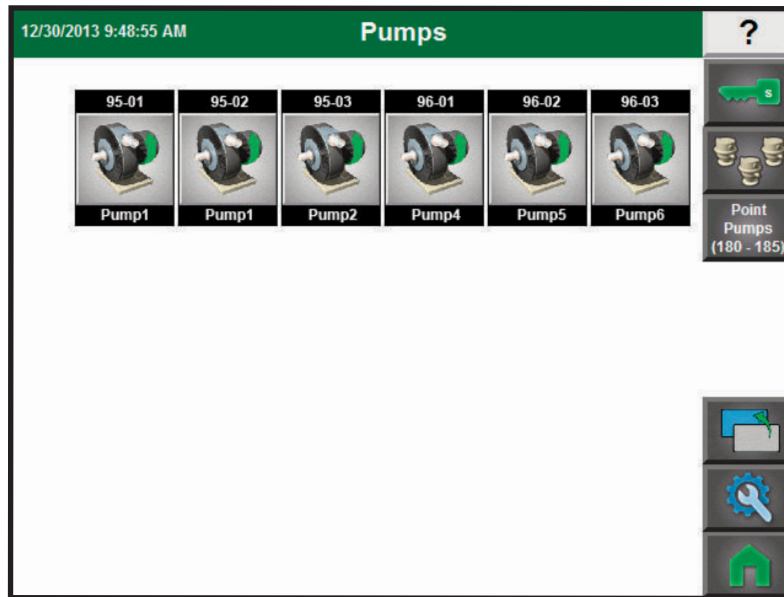 12/30/2013 9:48:55 AM
Pumps
?
S
95-01 95-02 95-03 96-01 96-02 96-03
Pump1 Pump1 Pump2 Pump4 Pump5 Pump6
Point
Pumps
(180 - 185)